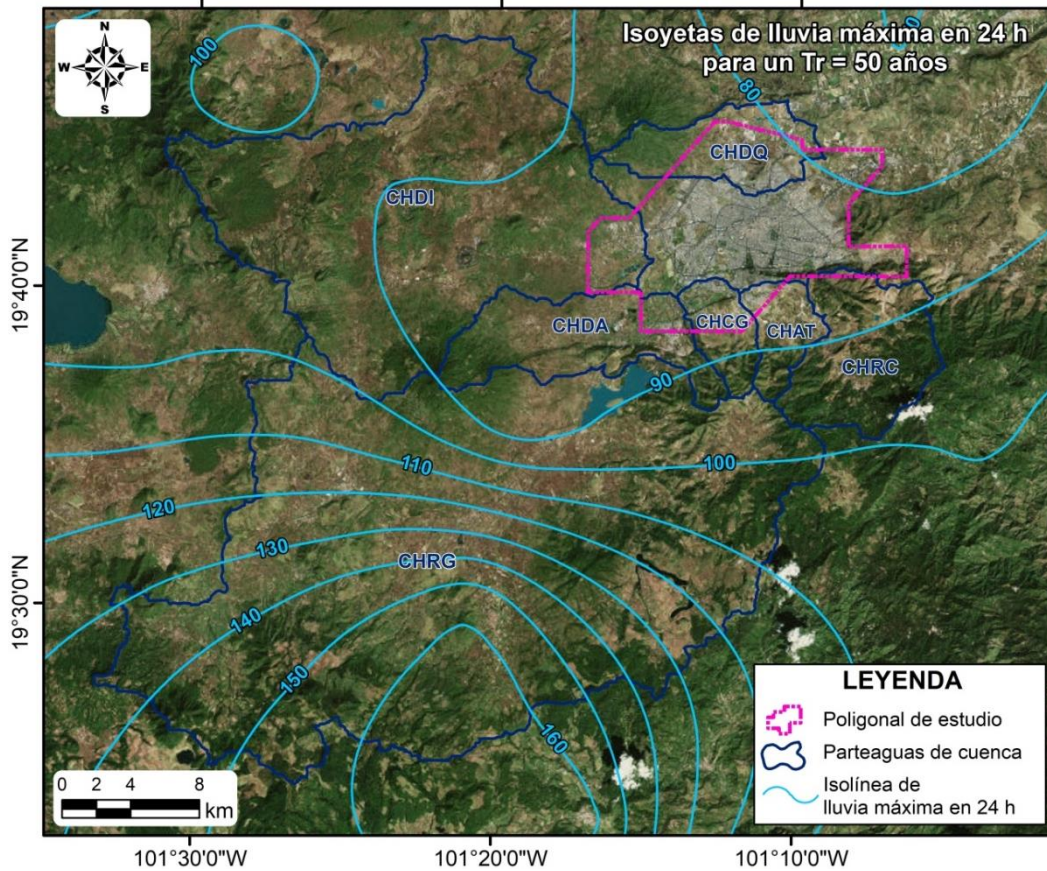 Isoyetas de lluvia máxima en 24 h
para un Tr = 50 años
N
W E
S
100
80
CHDQ
CHDI
19°40'0"N
CHDA
CHCG
CHAT
CHRC
90
100
110
120
130
CHRG
19°30'0"N
140
150
160
LEYENDA
Poligonal de estudio
Parteaguas de cuenca
Isolínea de
lluvia máxima en 24 h
0 2 4 8
km
101°30'0"W 101°20'0"W 101°10'0"W